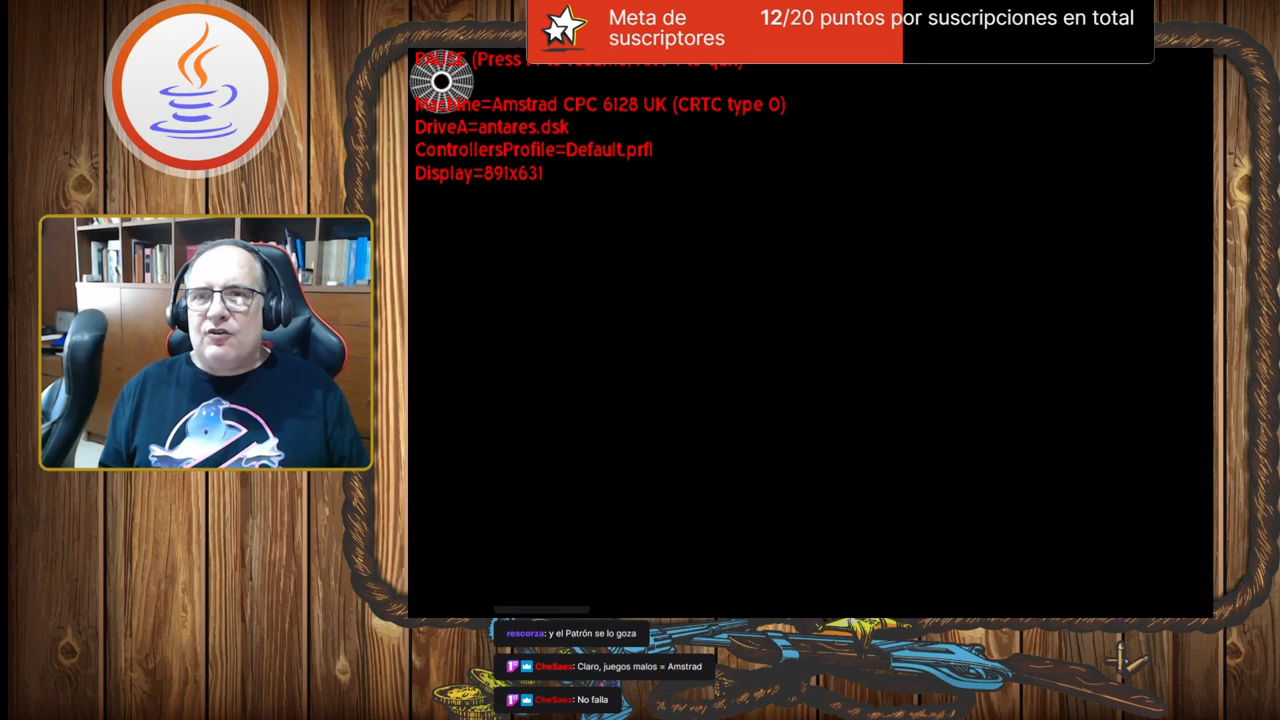 Meta de
suscriptores
12/20 puntos por suscripciones en total
(Press
Machine=Amstrad CPC 6128 UK (CRTC type 0)
DriveA=antares.dsk
ControllersProfile=Default.prfl
Display=891x631
rescorza: y el Patrón se lo goza
CheSaez: Claro, juegos malos = Amstrad
CheSaez: No falla